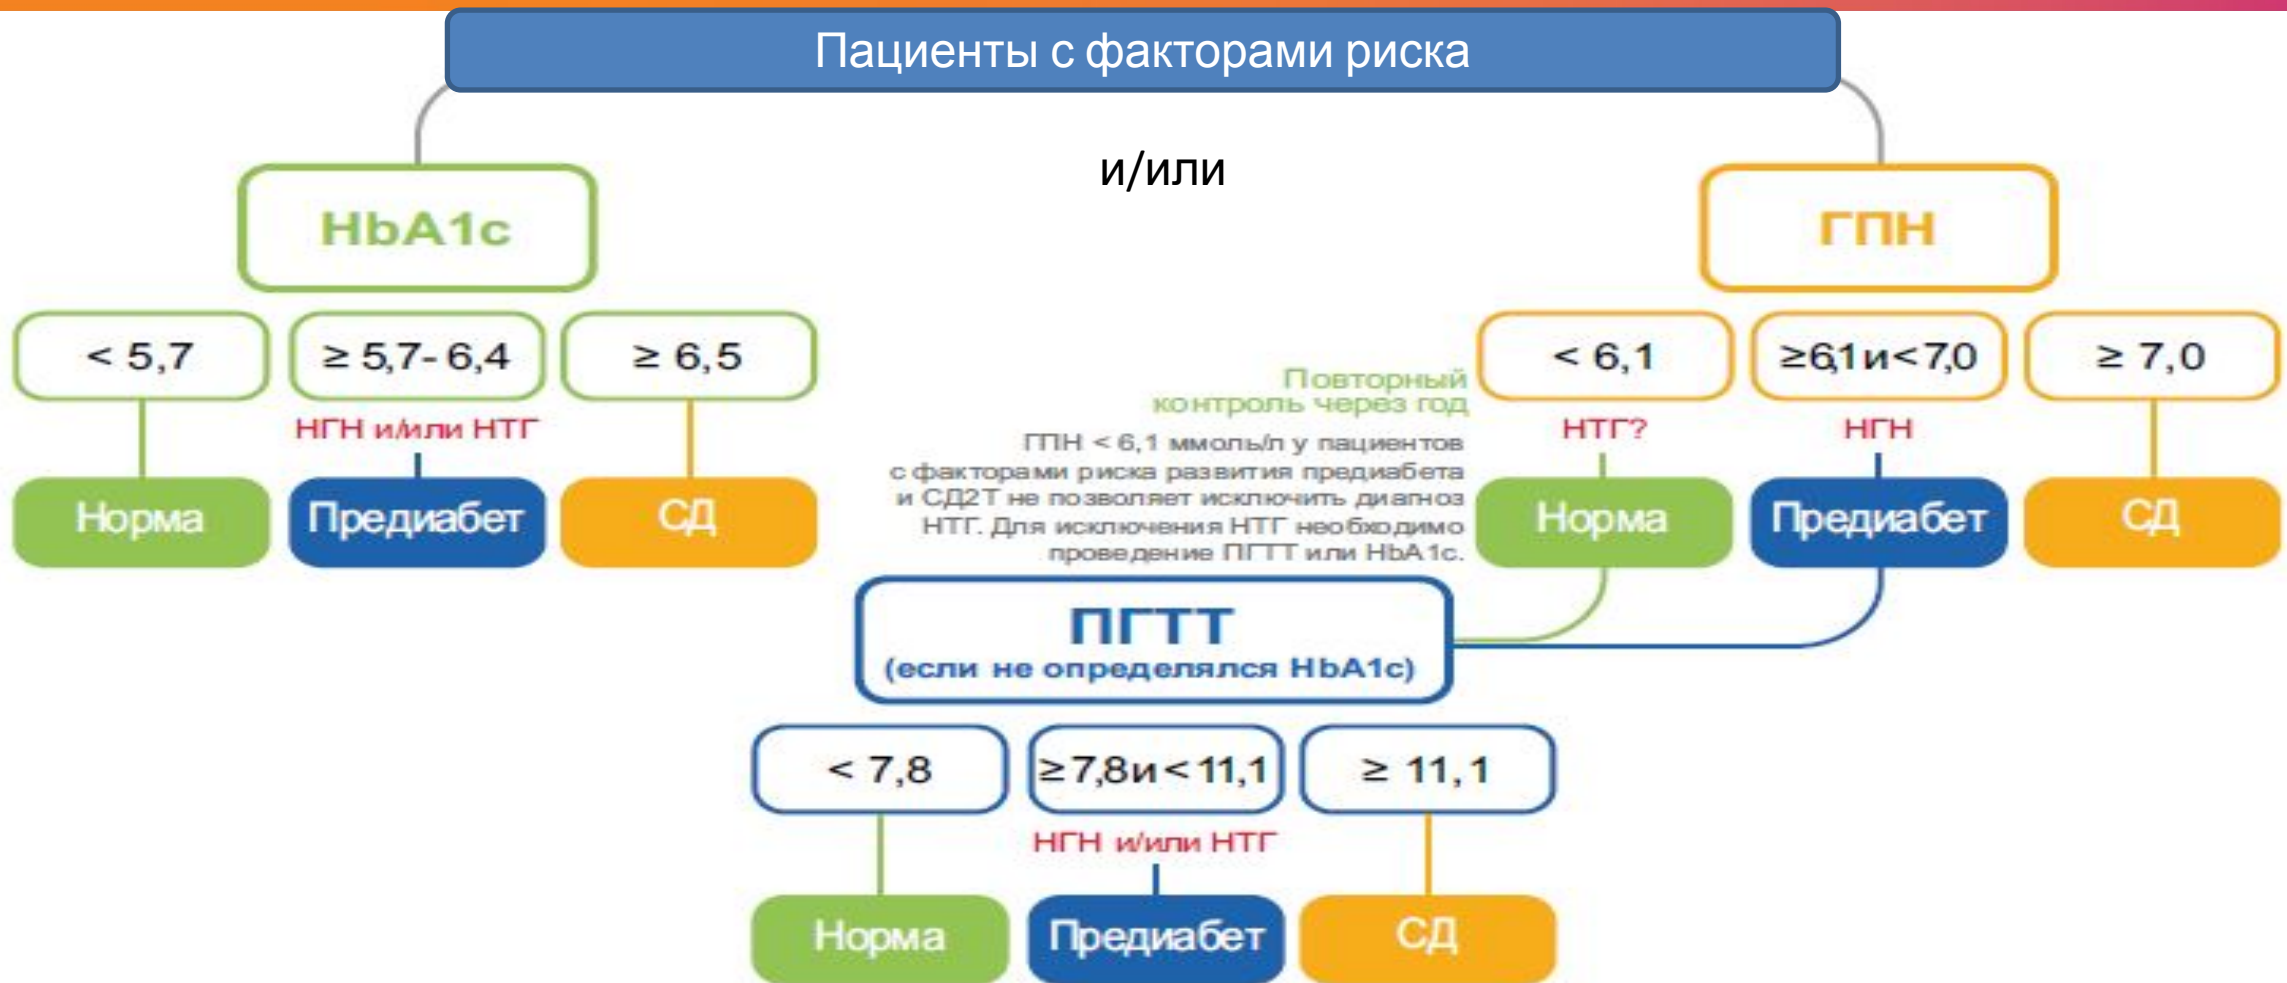 Пациенты с факторами риска
и/или
HbA1c
< 5,7
≥ 5,7- 6,4
≥ 6,5
НГН и/или НТГ
Норма
Предиабет
СД
ГПН
< 6,1
≥6,1 и < 7,0
≥ 7,0
НТГ?
НГН
Норма
Предиабет
СД
Повторный
контроль через год
ГПН < 6,1 ммоль/л у пациентов
с факторами риска развития предиабета
и СД2Т не позволяет исключить диагноз
НТГ. Для исключения НТГ необходимо
проведение ПГТТ или HbA1c.
ПГТТ
(если не определялся HbA1c)
< 7,8
≥ 7,8 и < 11,1
≥ 11,1
НГН и/или НТГ
Норма
Предиабет
СД